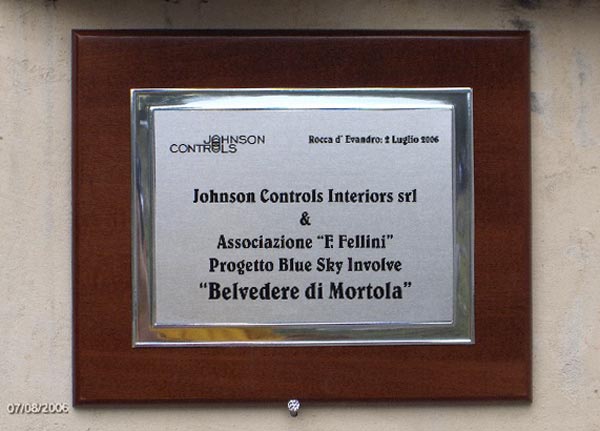 JOHNSON
CONTROLS
Rocca d' Evandro: 2 Luglio 2006
Johnson Controls Interiors srl
&
Associazione "F. Fellini"
Progetto Blue Sky Involve
"Belvedere di Mortola"
07/08/2006